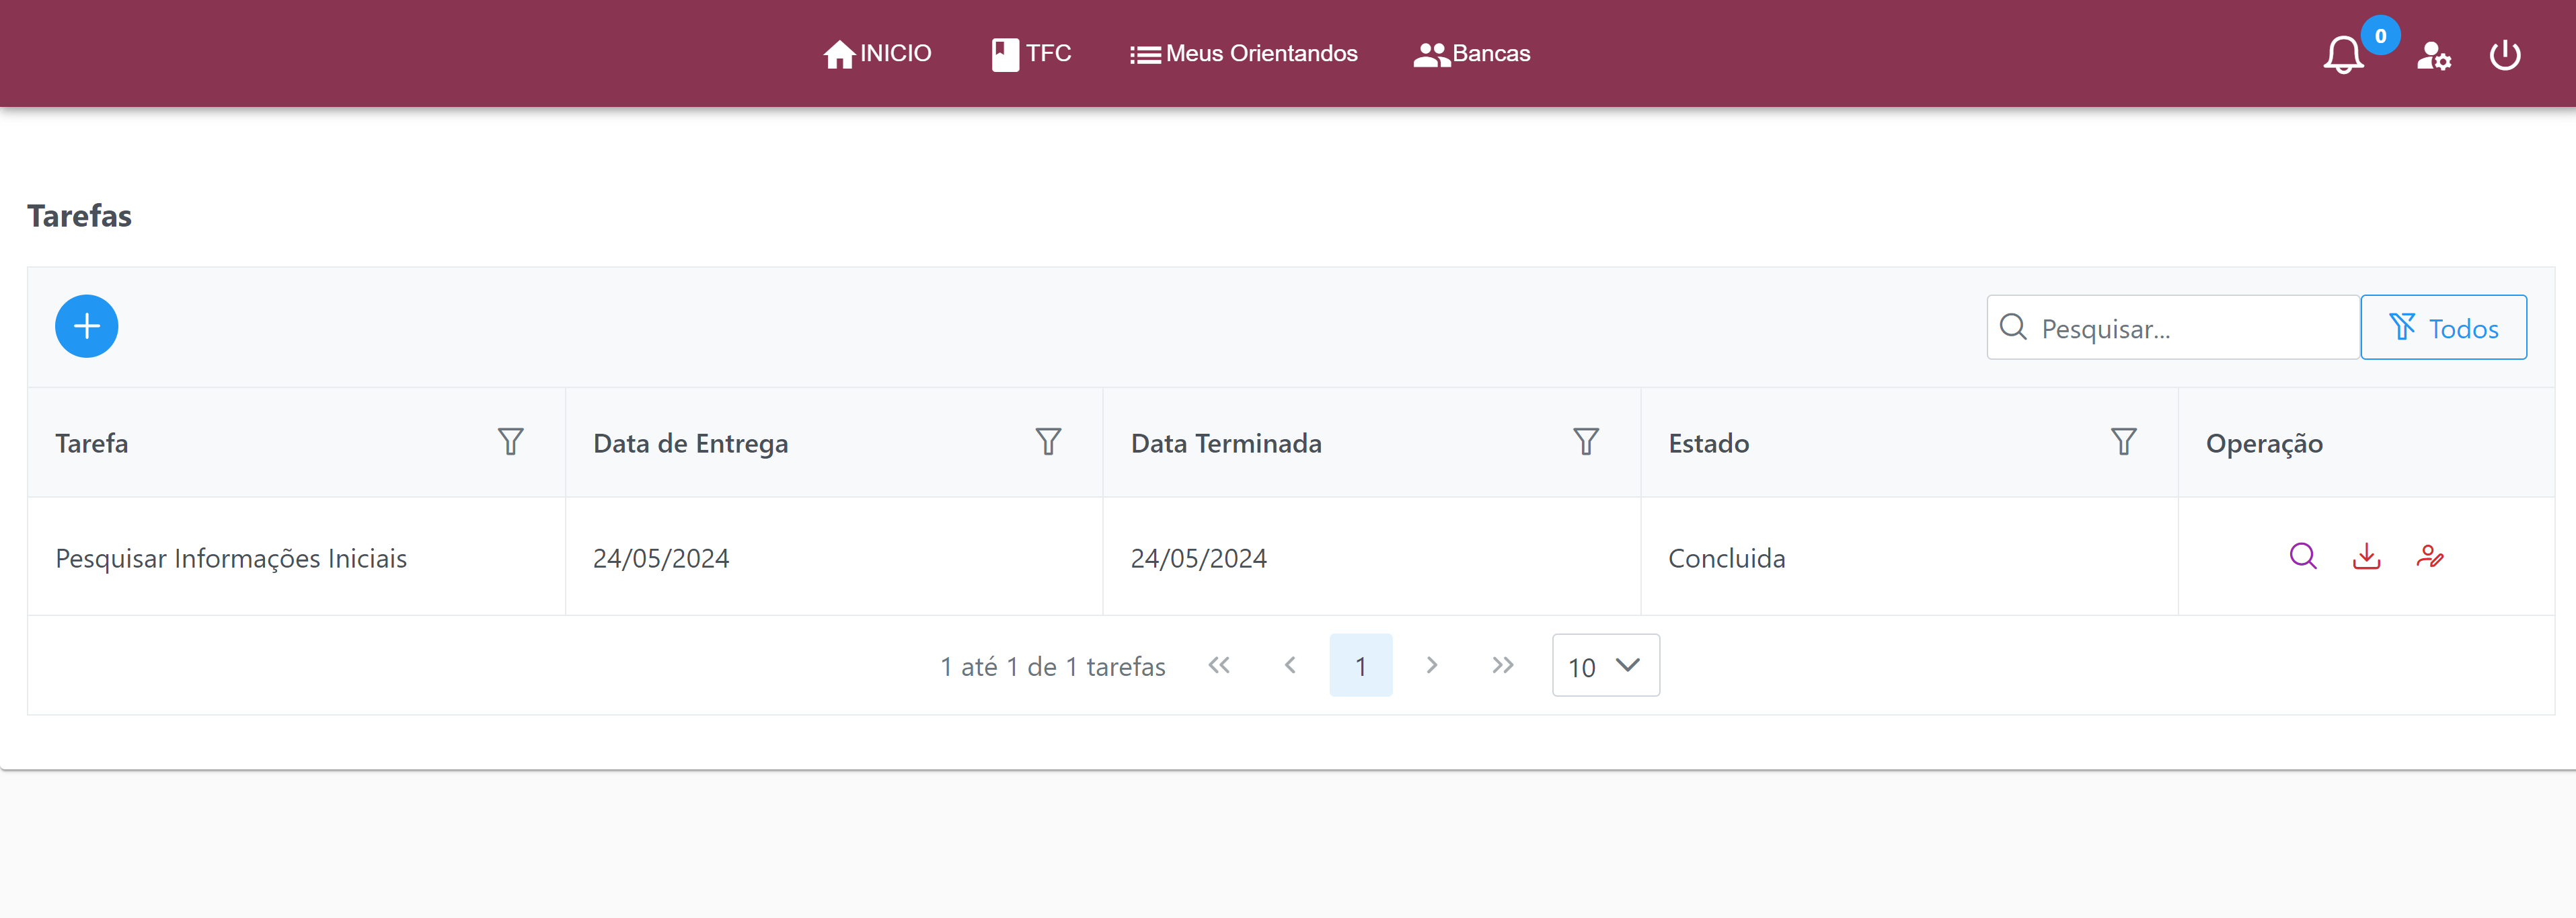 INICIO TFC Meus Orientandos Bancas 0
Tarefas
Pesquisar... Todos
Tarefa Data de Entrega Data Terminada Estado Operação
Pesquisar Informações Iniciais 24/05/2024 24/05/2024 Concluida
1 até 1 de 1 tarefas 1 10